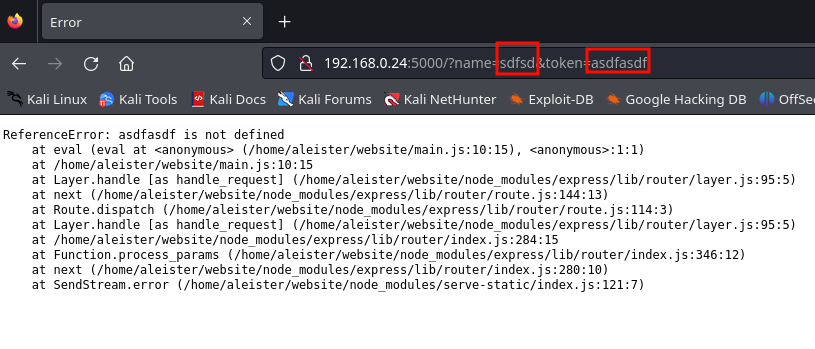 Error
192.168.0.24:5000/?name=sdfsd&token=asdfasdf
Kali Linux Kali Tools Kali Docs Kali Forums Kali NetHunter Exploit-DB Google Hacking DB OffSec
ReferenceError: asdfasdf is not defined
    at eval (eval at <anonymous> (/home/aleister/website/main.js:10:15), <anonymous>:1:1)
    at /home/aleister/website/main.js:10:15
    at Layer.handle [as handle_request] (/home/aleister/website/node_modules/express/lib/router/layer.js:95:5)
    at next (/home/aleister/website/node_modules/express/lib/router/route.js:144:13)
    at Route.dispatch (/home/aleister/website/node_modules/express/lib/router/route.js:114:3)
    at Layer.handle [as handle_request] (/home/aleister/website/node_modules/express/lib/router/layer.js:95:5)
    at /home/aleister/website/node_modules/express/lib/router/index.js:284:15
    at Function.process_params (/home/aleister/website/node_modules/express/lib/router/index.js:346:12)
    at next (/home/aleister/website/node_modules/express/lib/router/index.js:280:10)
    at SendStream.error (/home/aleister/website/node_modules/serve-static/index.js:121:7)